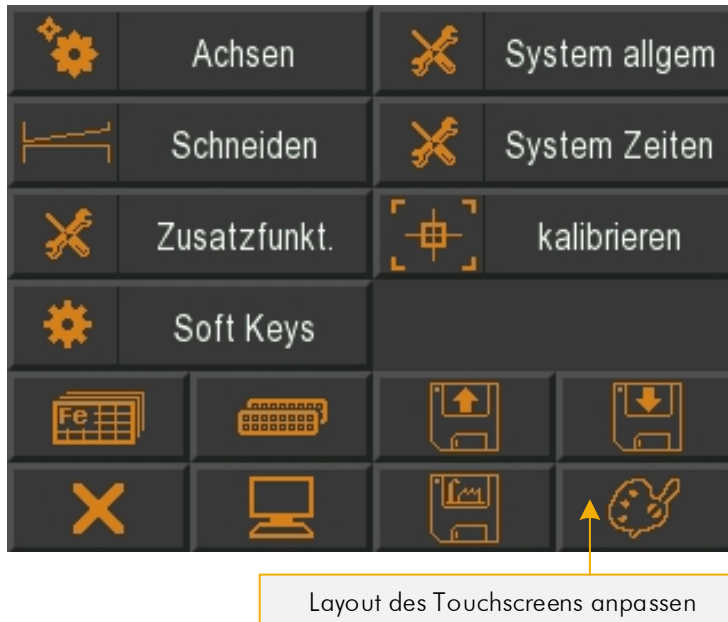 Achsen
System allgem
Schneiden
System Zeiten
Zusatzfunkt.
kalibrieren
Soft Keys
Fe
Layout des Touchscreens anpassen